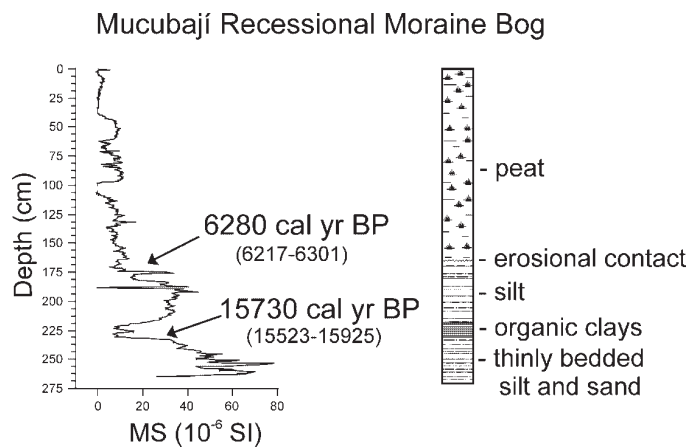 Mucubají Recessional Moraine Bog
0
25
50
75
100
125
150
175
200
225
250
275
Depth (cm)
0 20 40 60 80
MS (10⁻⁶ SI)
6280 cal yr BP
(6217-6301)
15730 cal yr BP
(15523-15925)
- peat
- erosional contact
- silt
- organic clays
- thinly bedded
silt and sand